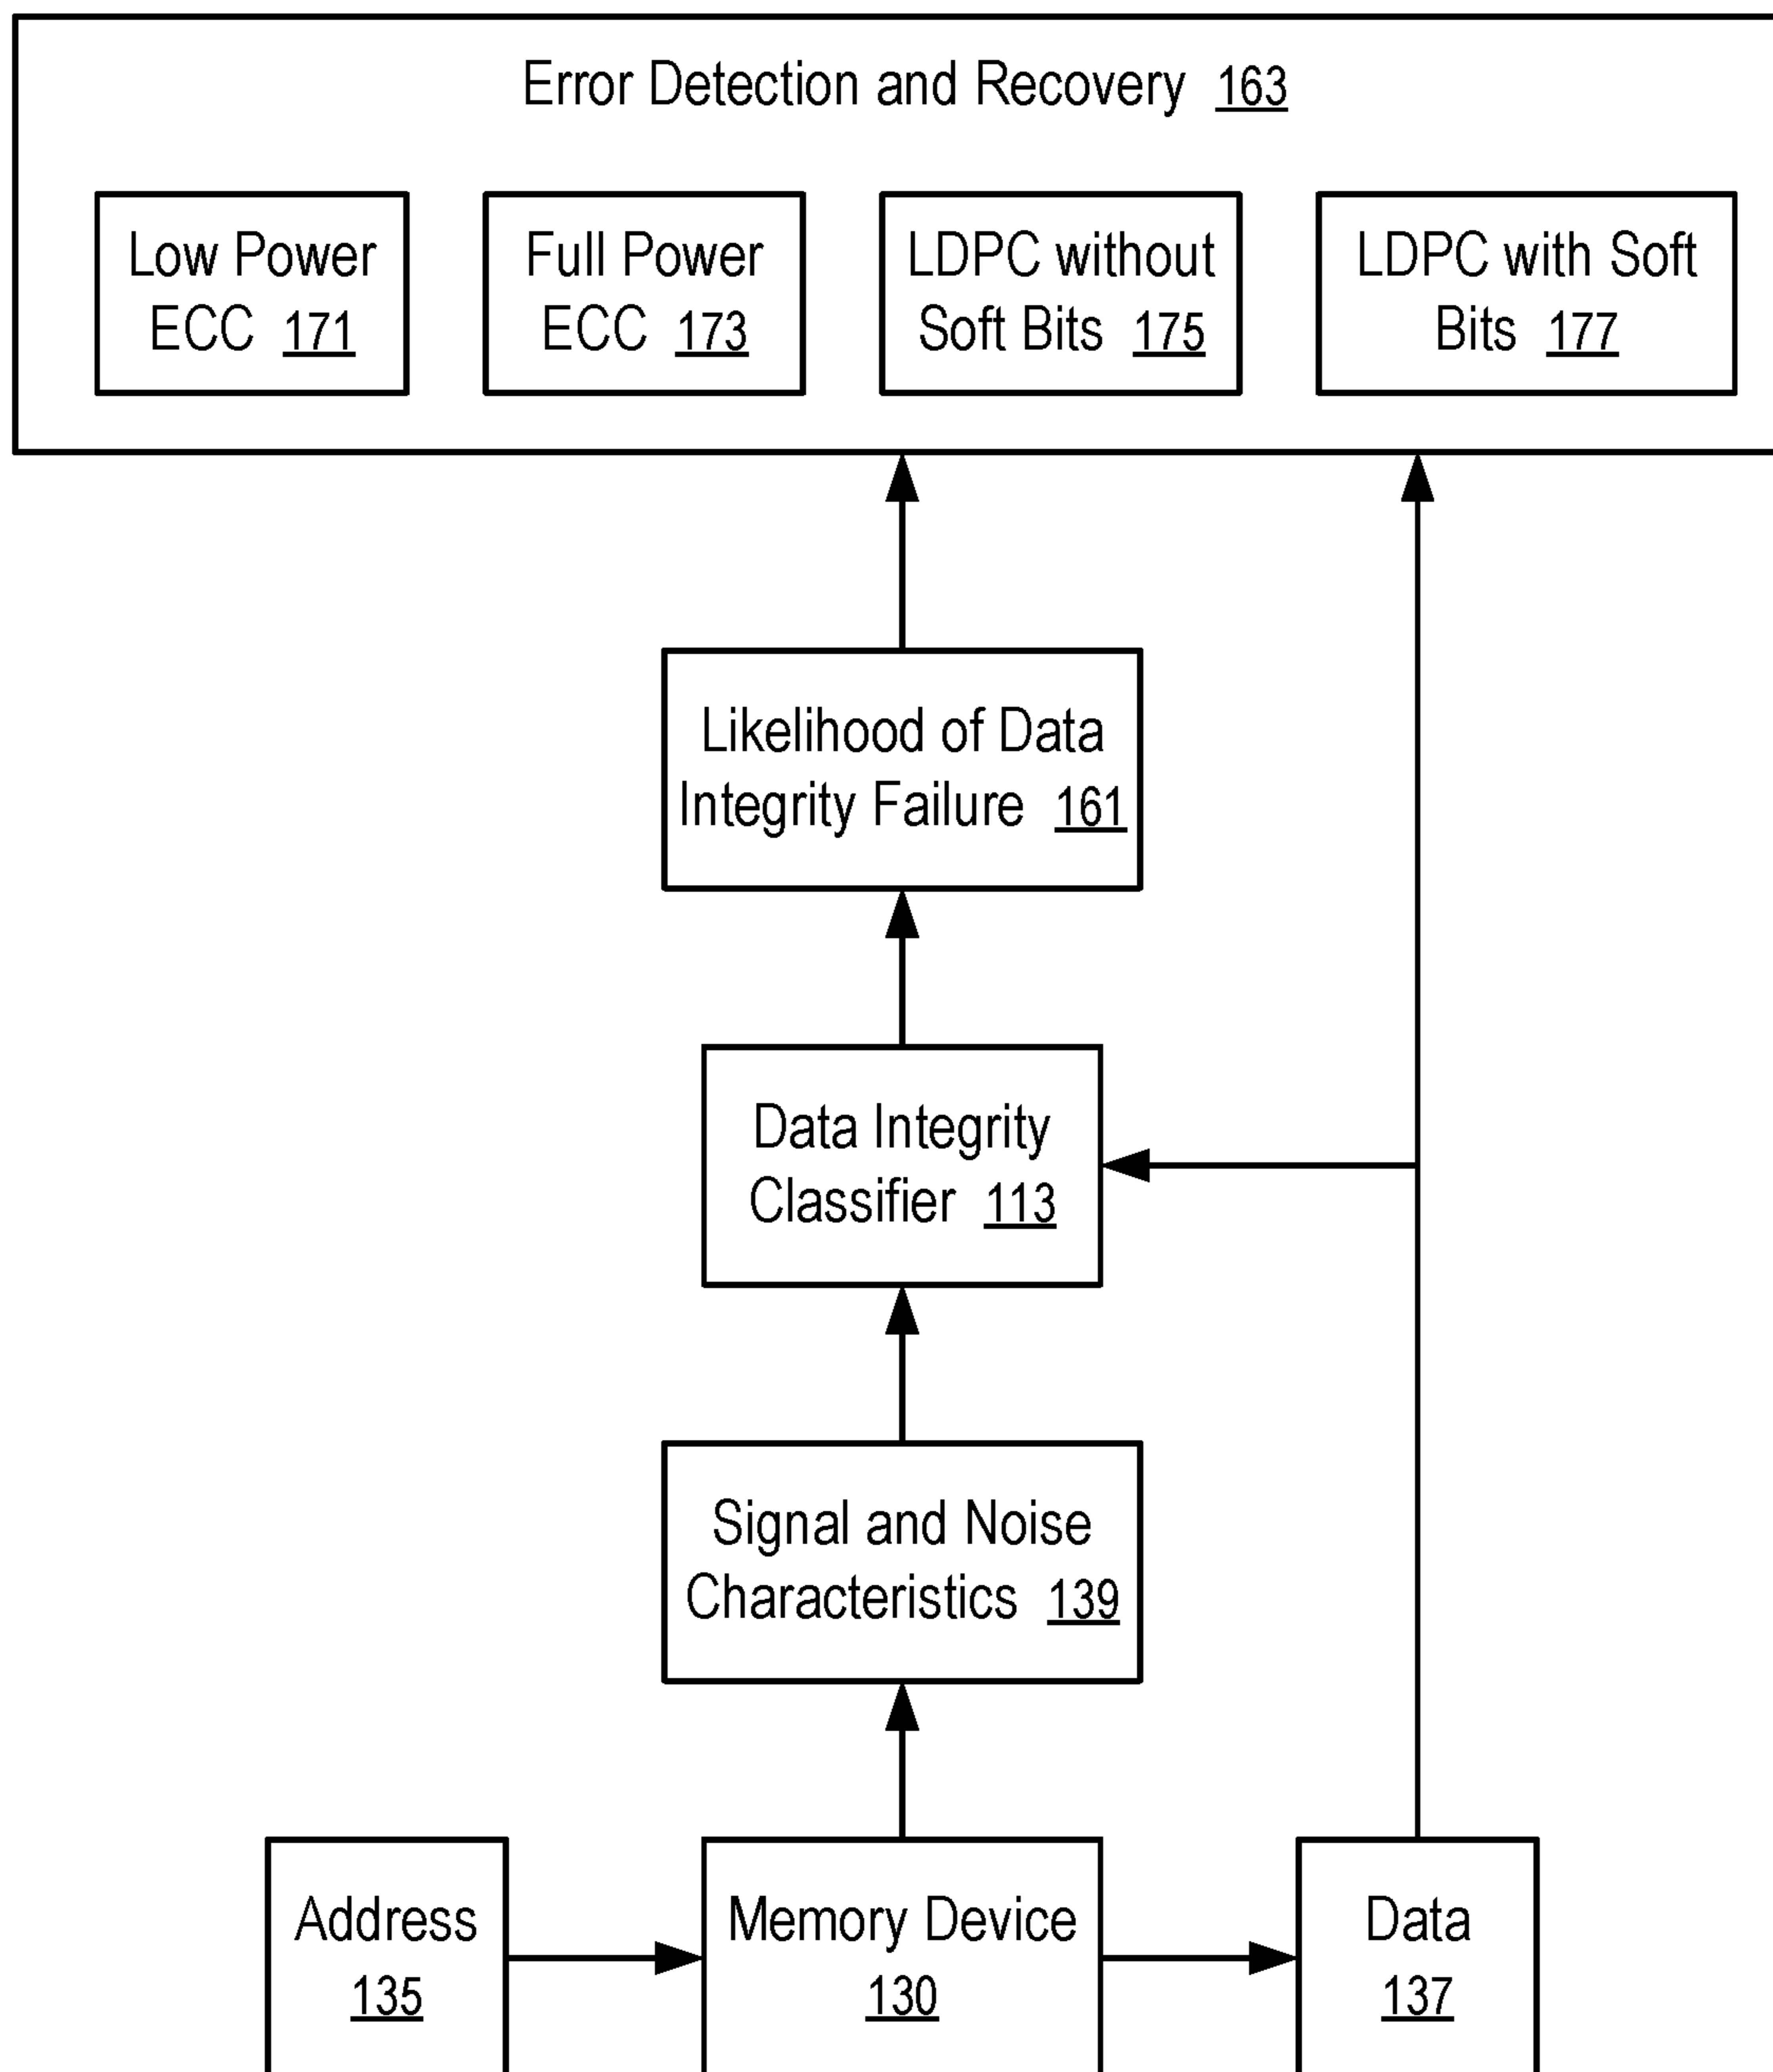 Error Detection and Recovery 163
Low Power
ECC 171
Full Power
ECC 173
LDPC without
Soft Bits 175
LDPC with Soft
Bits 177
Likelihood of Data
Integrity Failure 161
Data Integrity
Classifier 113
Signal and Noise
Characteristics 139
Address
135
Memory Device
130
Data
137